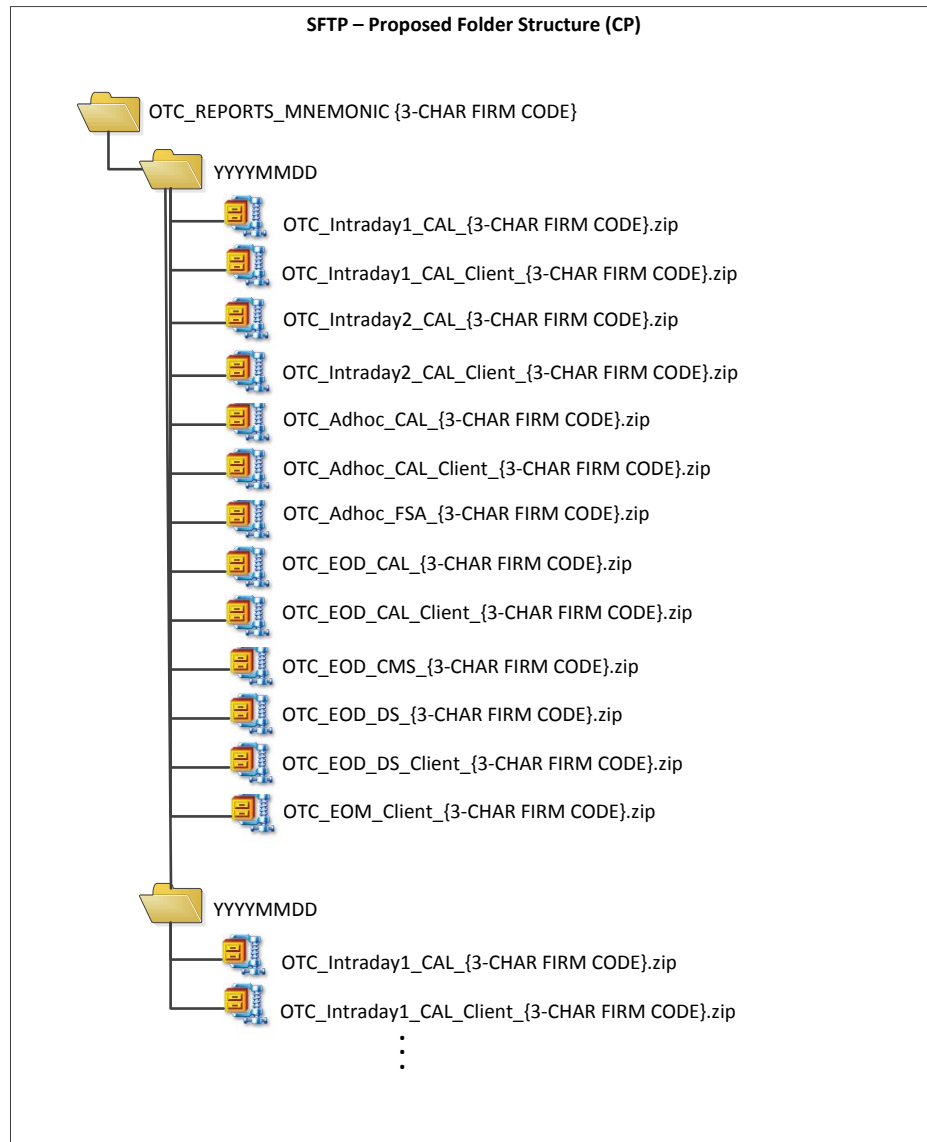 SFTP – Proposed Folder Structure (CP)
OTC_REPORTS_MNEMONIC {3-CHAR FIRM CODE}
YYYYMMDD
OTC_Intraday1_CAL_{3-CHAR FIRM CODE}.zip
OTC_Intraday1_CAL_Client_{3-CHAR FIRM CODE}.zip
OTC_Intraday2_CAL_{3-CHAR FIRM CODE}.zip
OTC_Intraday2_CAL_Client_{3-CHAR FIRM CODE}.zip
OTC_Adhoc_CAL_{3-CHAR FIRM CODE}.zip
OTC_Adhoc_CAL_Client_{3-CHAR FIRM CODE}.zip
OTC_Adhoc_FSA_{3-CHAR FIRM CODE}.zip
OTC_EOD_CAL_{3-CHAR FIRM CODE}.zip
OTC_EOD_CAL_Client_{3-CHAR FIRM CODE}.zip
OTC_EOD_CMS_{3-CHAR FIRM CODE}.zip
OTC_EOD_DS_{3-CHAR FIRM CODE}.zip
OTC_EOD_DS_Client_{3-CHAR FIRM CODE}.zip
OTC_EOM_Client_{3-CHAR FIRM CODE}.zip
YYYYMMDD
OTC_Intraday1_CAL_{3-CHAR FIRM CODE}.zip
OTC_Intraday1_CAL_Client_{3-CHAR FIRM CODE}.zip